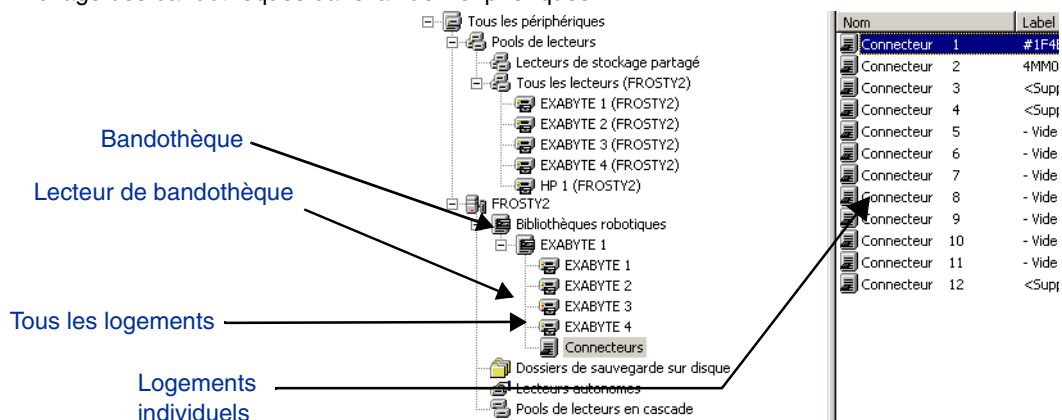 Tous les périphériques
Pools de lecteurs
Lecteurs de stockage partagé
Tous les lecteurs (FROSTY2)
EXABYTE 1 (FROSTY2)
EXABYTE 2 (FROSTY2)
EXABYTE 3 (FROSTY2)
EXABYTE 4 (FROSTY2)
HP 1 (FROSTY2)
FROSTY2
Bibliothèques robotiques
EXABYTE 1
EXABYTE 1
EXABYTE 2
EXABYTE 3
EXABYTE 4
Connecteurs
Dossiers de sauvegarde sur disque
Lecteurs autonomes
Pools de lecteurs en cascade
Bandothèque
Lecteur de bandothèque
Tous les logements
Logements
individuels
Nom Label
Connecteur 1 #1F4
Connecteur 2 4MM0
Connecteur 3 <Supp
Connecteur 4 <Supp
Connecteur 5 - Vide
Connecteur 6 - Vide
Connecteur 7 - Vide
Connecteur 8 - Vide
Connecteur 9 - Vide
Connecteur 10 - Vide
Connecteur 11 - Vide
Connecteur 12 <Supp